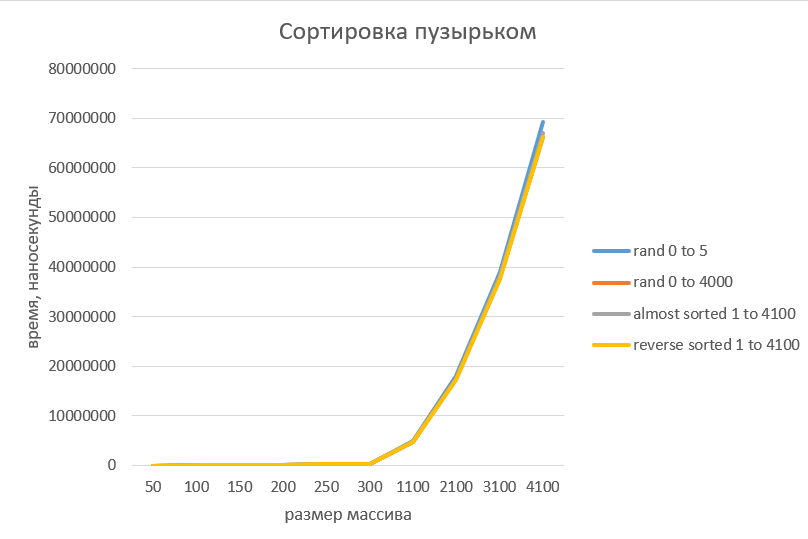 Сортировка пузырьком
80000000
70000000
60000000
50000000
40000000
30000000
20000000
10000000
0
время, наносекунды
50 100 150 200 250 300 1100 2100 3100 4100
размер массива
rand 0 to 5
rand 0 to 4000
almost sorted 1 to 4100
reverse sorted 1 to 4100